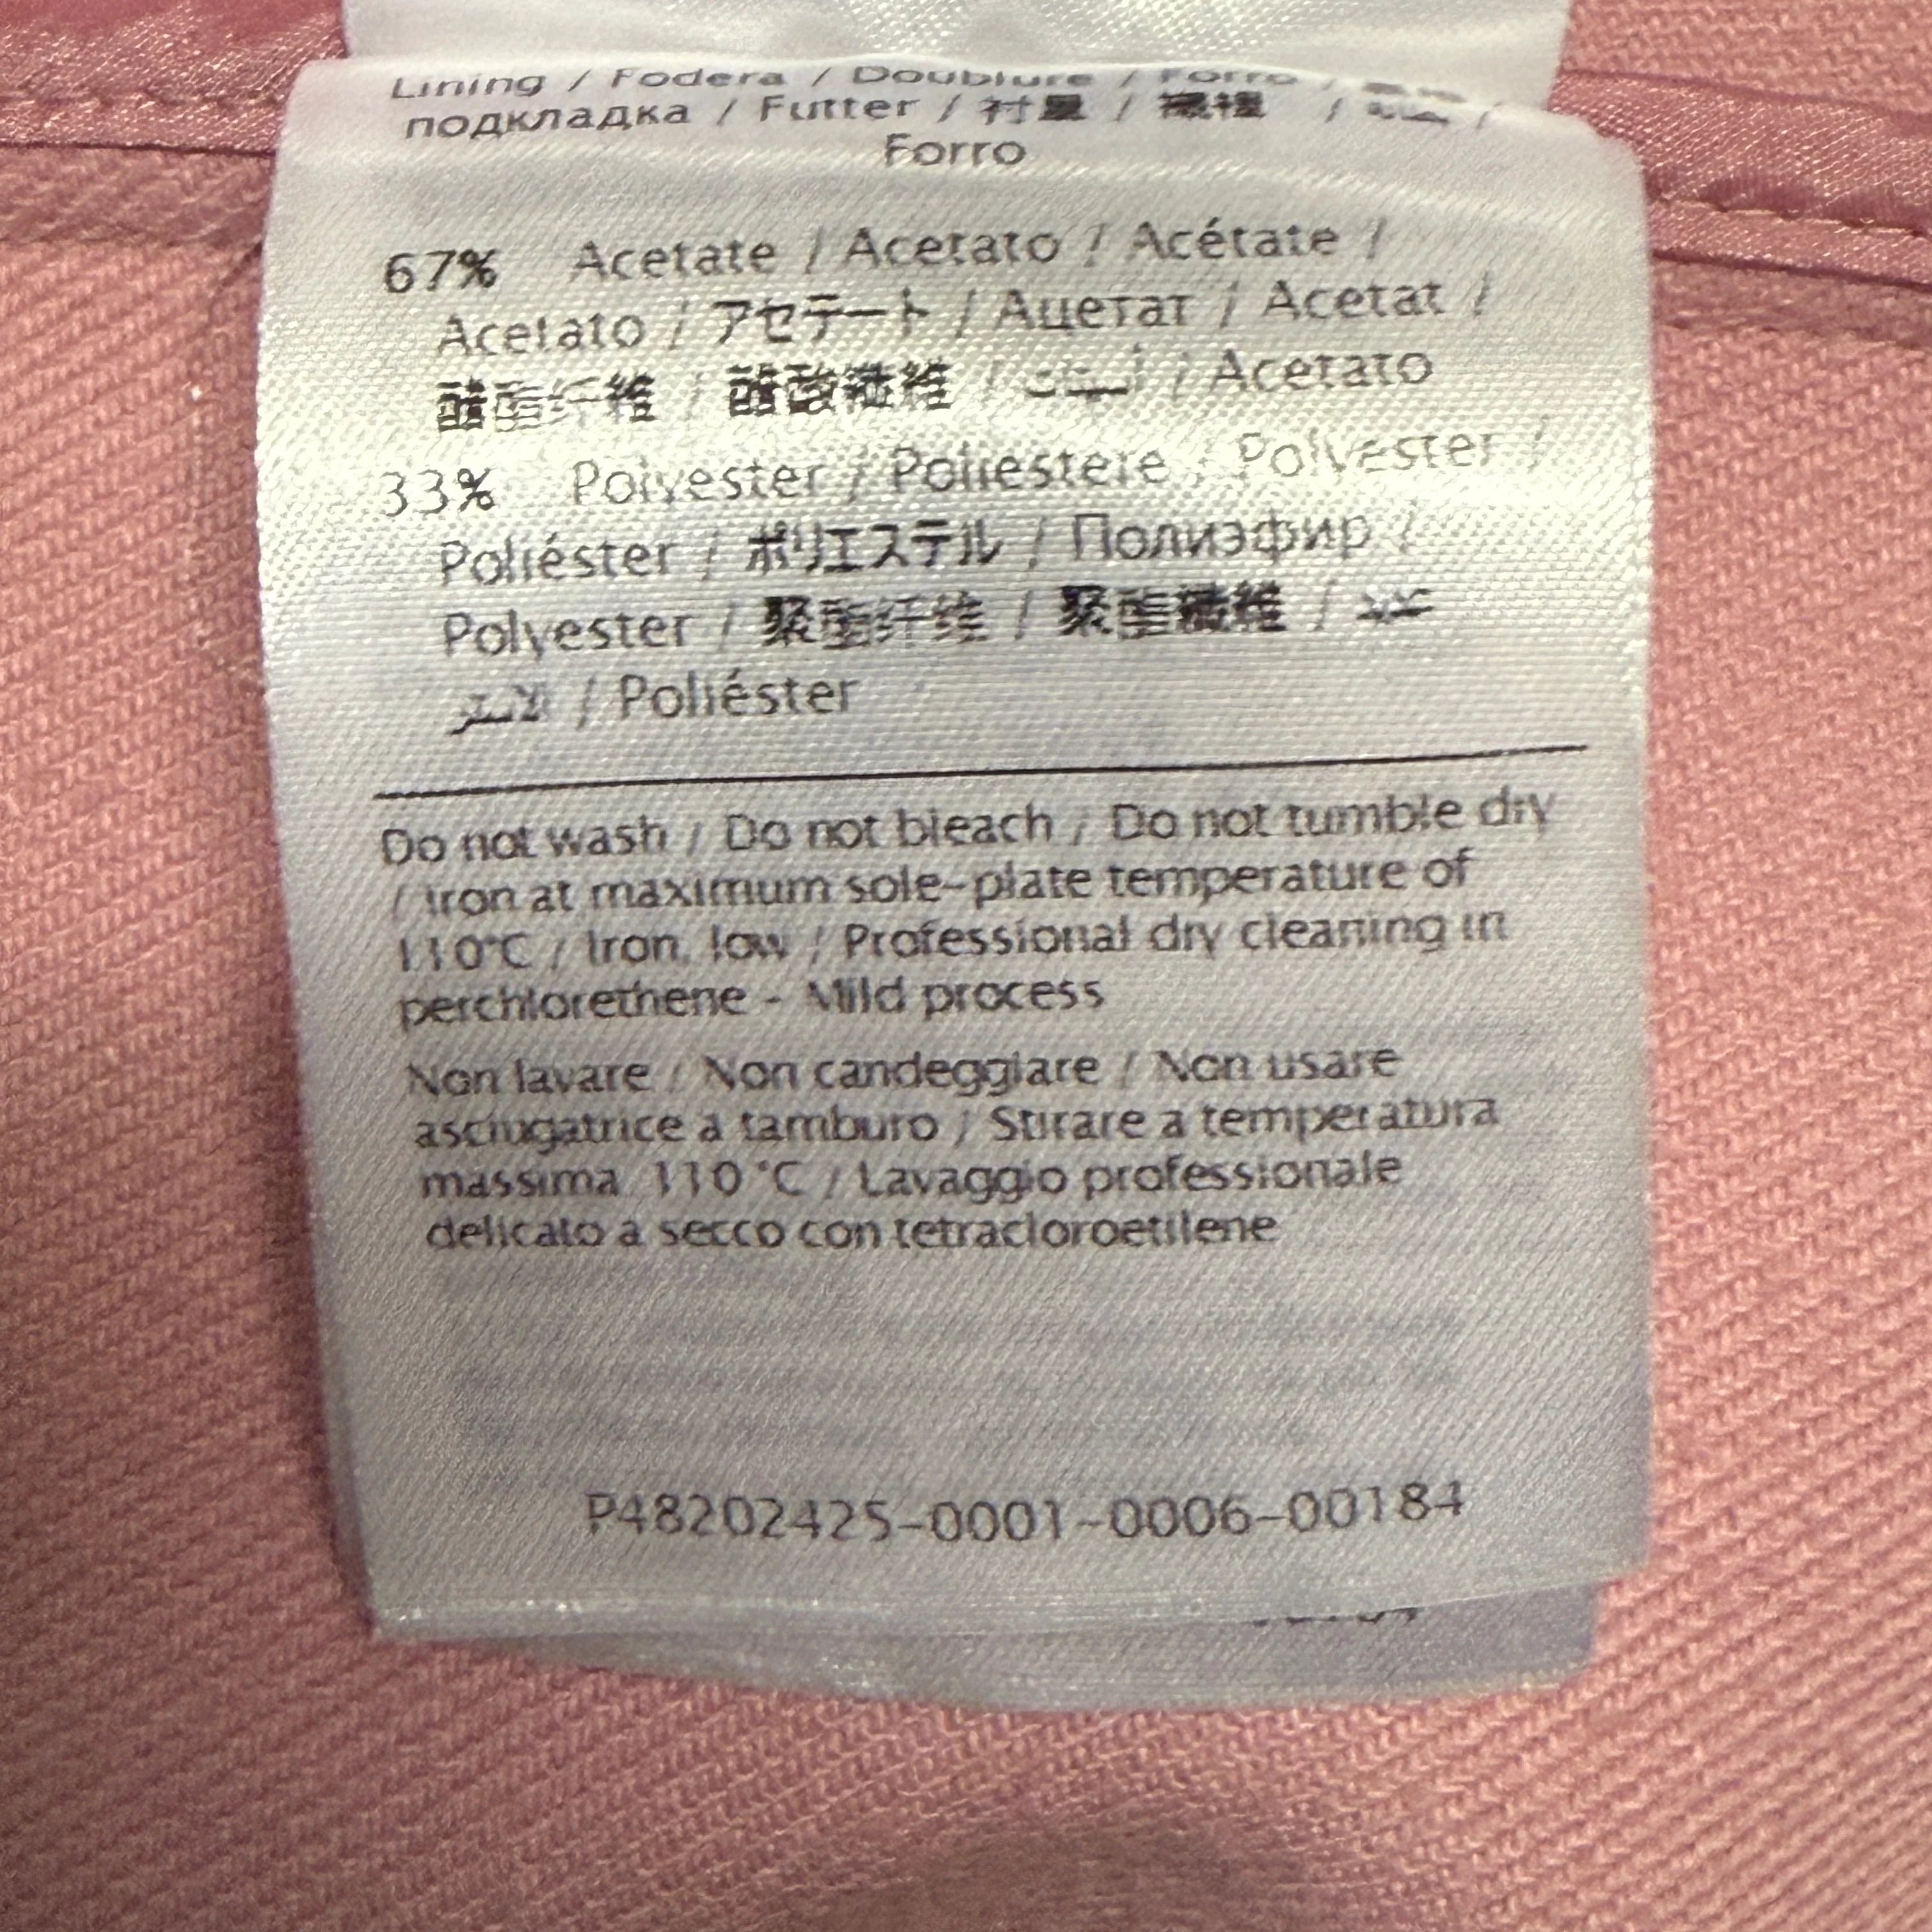 Lining / Fodera / Doublure / Forro /
подкладка / Futter / 衬里 / 襯裡 /
Forro
67% Acetate / Acetato / Acétate /
Acetato / アセテート / Ацетат / Acetat /
醋酯纤维 / 醋酸纖維 / أسيتات / Acetato
33% Polyester / Poliestere / Polyester /
Poliéster / ポリエステル / Полиэфир /
Polyester / 聚酯纤维 / 聚酯纖維 /
/ Poliéster
Do not wash / Do not bleach / Do not tumble dry
/ Iron at maximum sole-plate temperature of
110°C / Iron, low / Professional dry cleaning in
perchlorethene - Mild process
Non lavare / Non candeggiare / Non usare
asciugatrice a tamburo / Stirare a temperatura
massima 110 °C / Lavaggio professionale
delicato a secco con tetracloroetilene
P48202425-0001-0006-00184